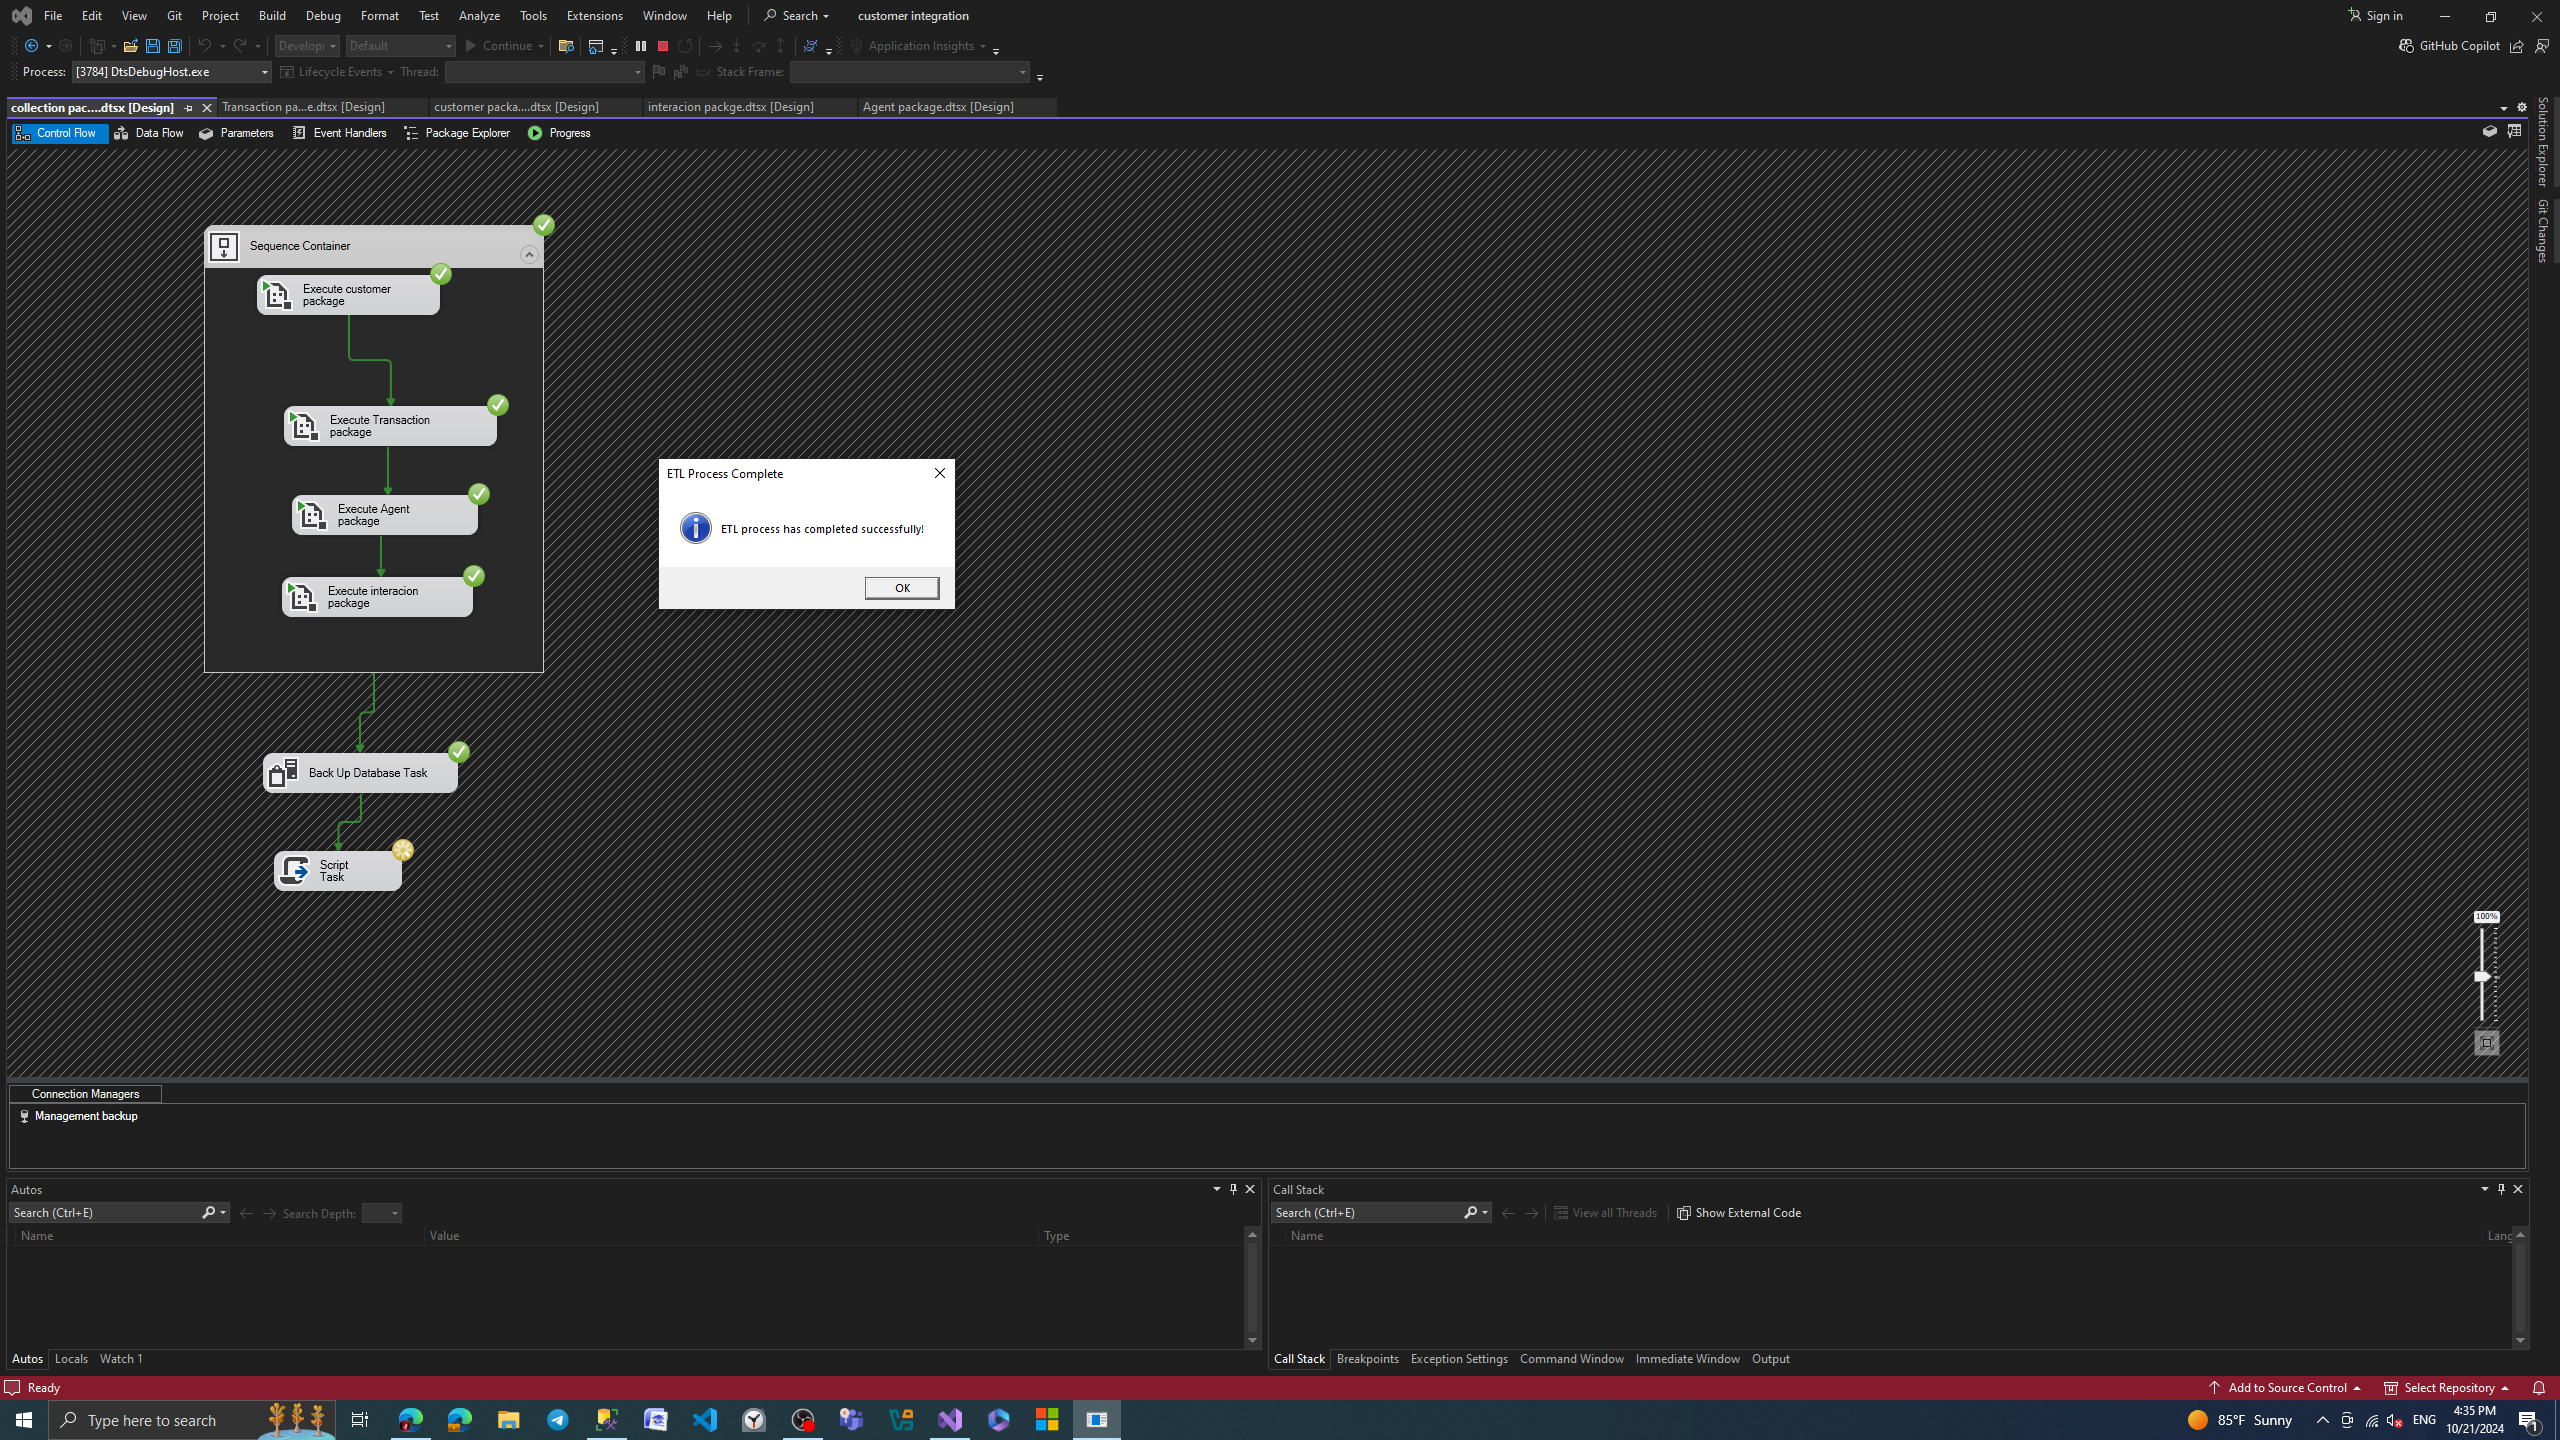 File Edit View Git Project Build Debug Format Test Analyze Tools Extensions Window Help Search customer integration Sign in
Develop Default Continue Application Insights GitHub Copilot
Process: [3784] DtsDebugHost.exe Lifecycle Events Thread: Stack Frame:
collection pac....dtsx [Design] Transaction pa...e.dtsx [Design] customer packa....dtsx [Design] interacion packge.dtsx [Design] Agent package.dtsx [Design]
Control Flow Data Flow Parameters Event Handlers Package Explorer Progress
Solution Explorer
Git Changes
Sequence Container
Execute customer
package
Execute Transaction
package
Execute Agent
package
Execute interacion
package
Back Up Database Task
Script
Task
ETL Process Complete
ETL process has completed successfully!
OK
100%
Connection Managers
Management backup
Autos
Search (Ctrl+E) Search Depth:
Name Value Type
Autos Locals Watch 1
Call Stack
Search (Ctrl+E) View all Threads Show External Code
Name Lang
Call Stack Breakpoints Exception Settings Command Window Immediate Window Output
Ready Add to Source Control Select Repository
Type here to search 85°F Sunny ENG 4:35 PM
10/21/2024
1